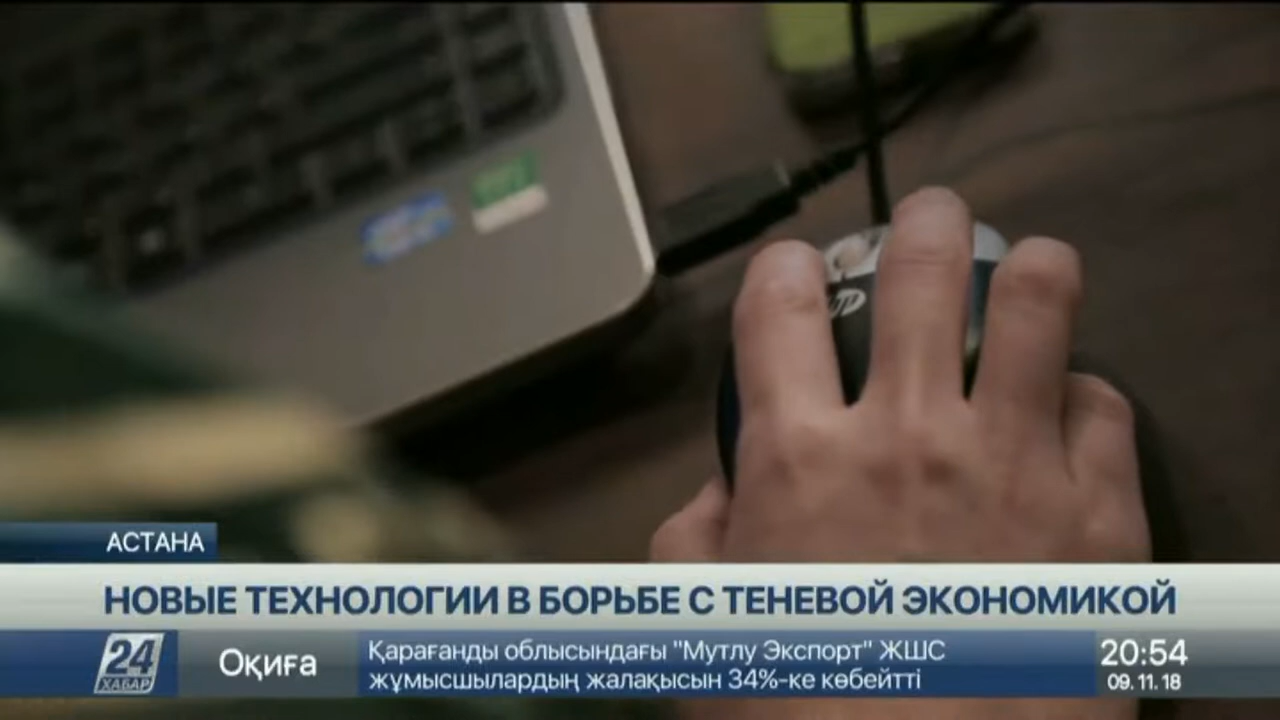 hp
АСТАНА
НОВЫЕ ТЕХНОЛОГИИ В БОРЬБЕ С ТЕНЕВОЙ ЭКОНОМИКОЙ
24
ХАБАР
Оқиға
Қарағанды облысындағы "Мутлу Экспорт" ЖШС
жұмысшылардың жалақысын 34%-ке көбейтті
20:54
09.11.18